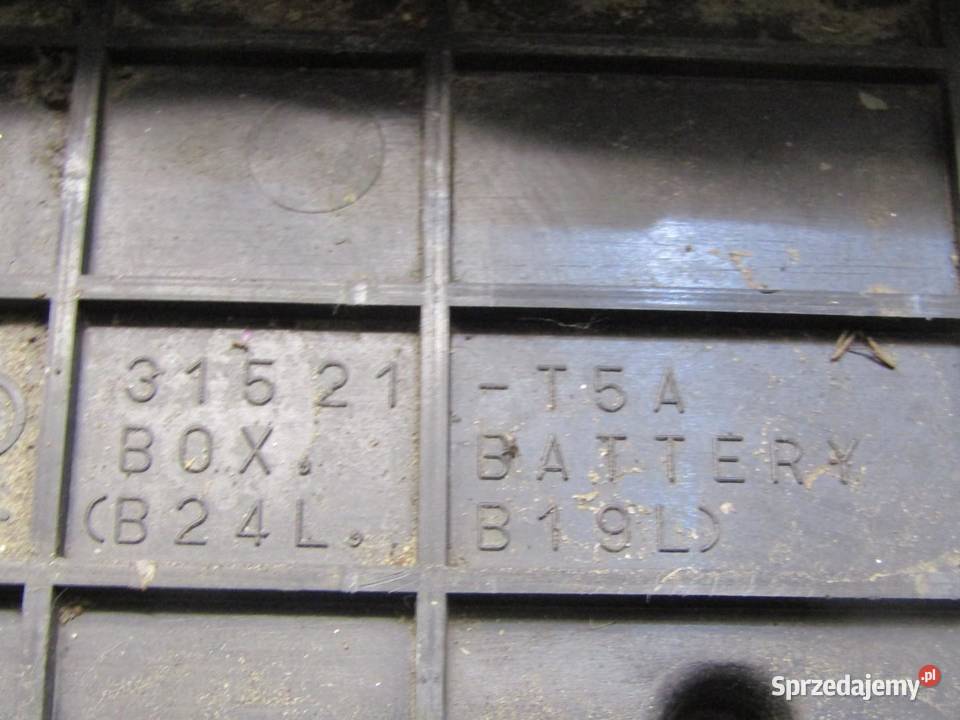 31521-T5A
BOX, BATTERY
(B24L, B19L)
Sprzedajemy.pl